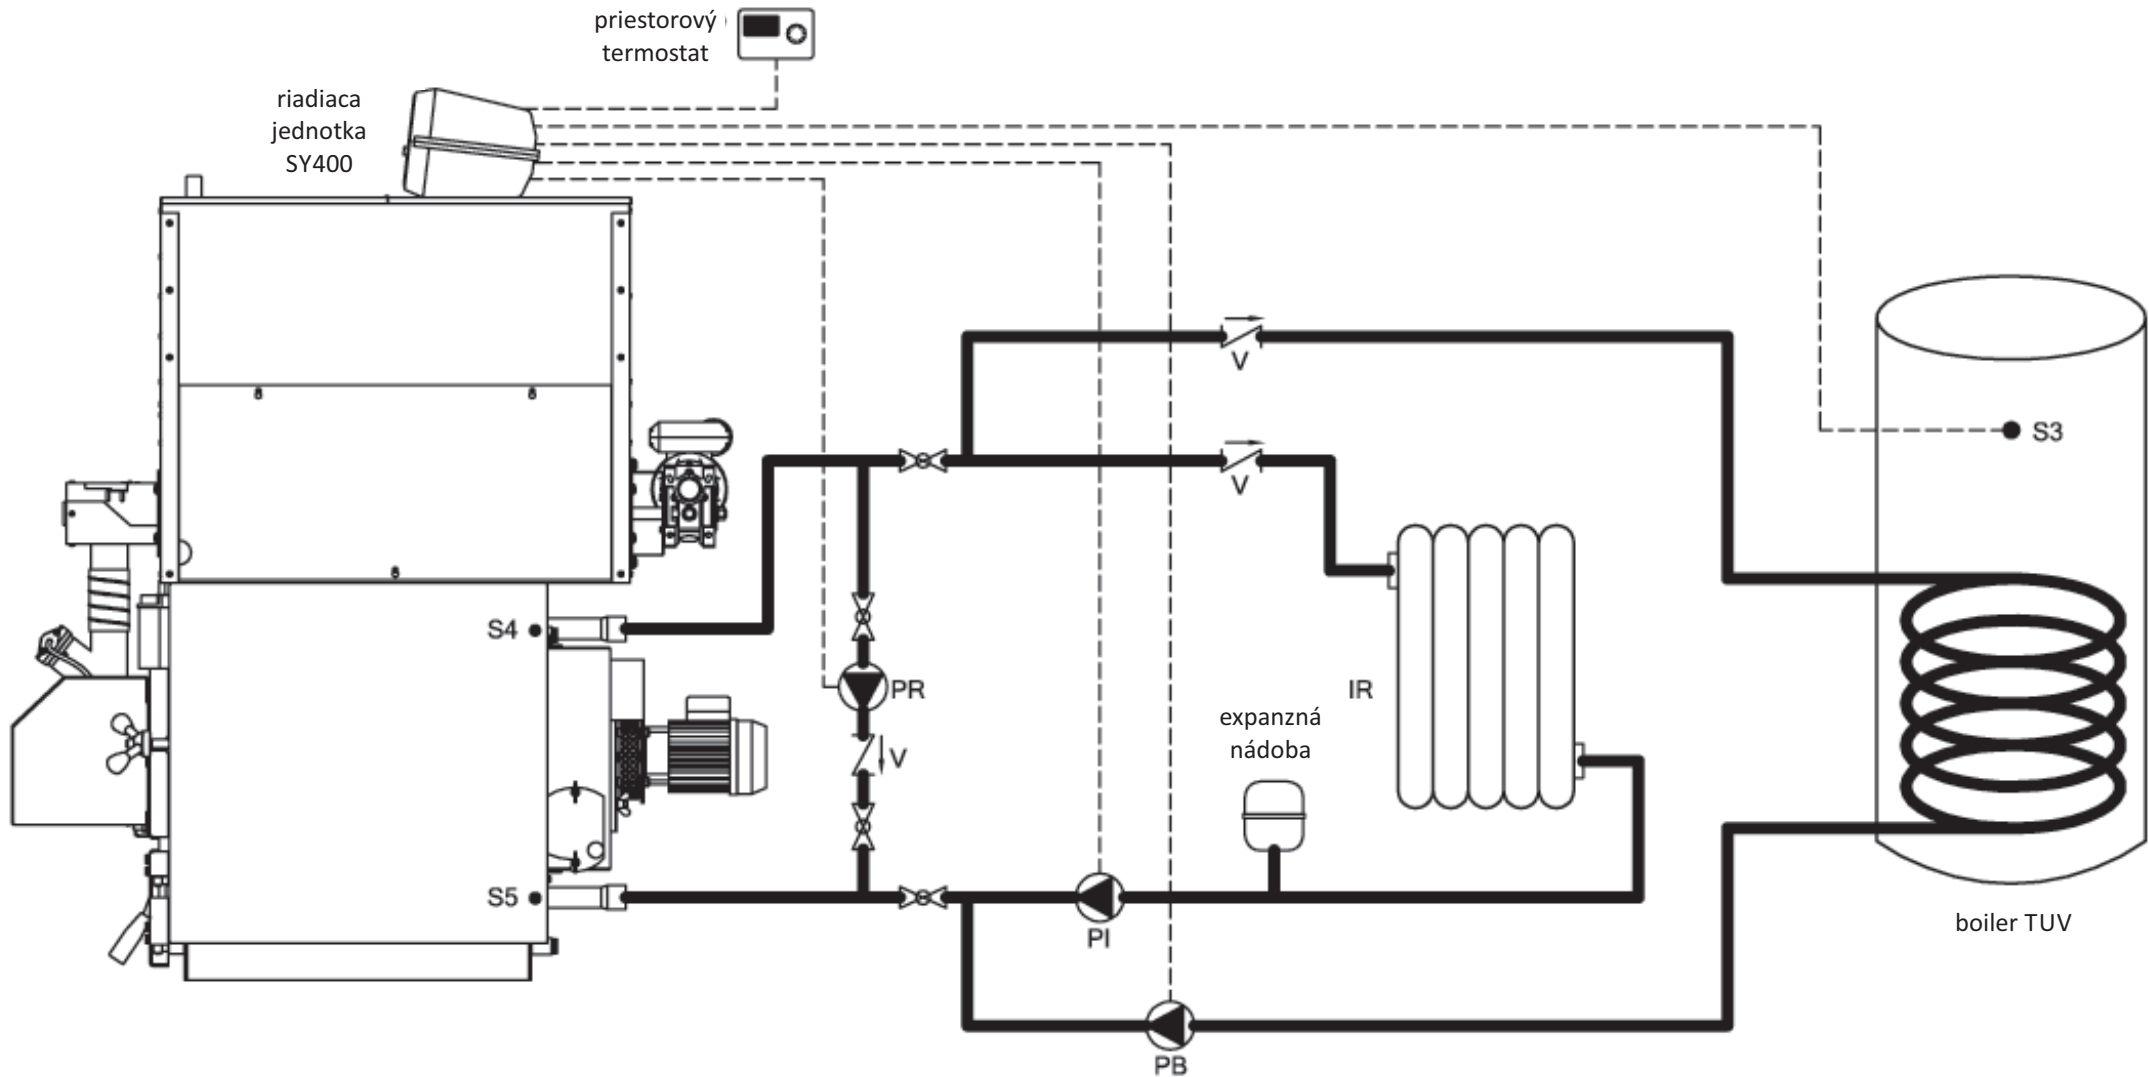 priestorový
termostat
riadiaca
jednotka
SY400
V
V
S3
S4
PR
IR
V
expanzná
nádoba
S5
PI
boiler TUV
PB